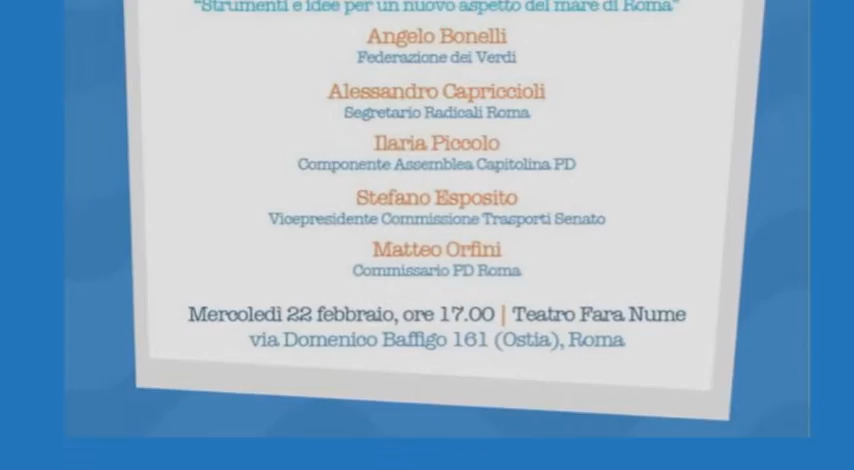 "Strumenti e idee per un nuovo aspetto del mare di Roma"
Angelo Bonelli
Federazione dei Verdi
Alessandro Capriccioli
Segretario Radicali Roma
Ilaria Piccolo
Componente Assemblea Capitolina PD
Stefano Esposito
Vicepresidente Commissione Trasporti Senato
Matteo Orfini
Commissario PD Roma
Mercoledì 22 febbraio, ore 17.00 | Teatro Fara Nume
via Domenico Baffigo 161 (Ostia), Roma